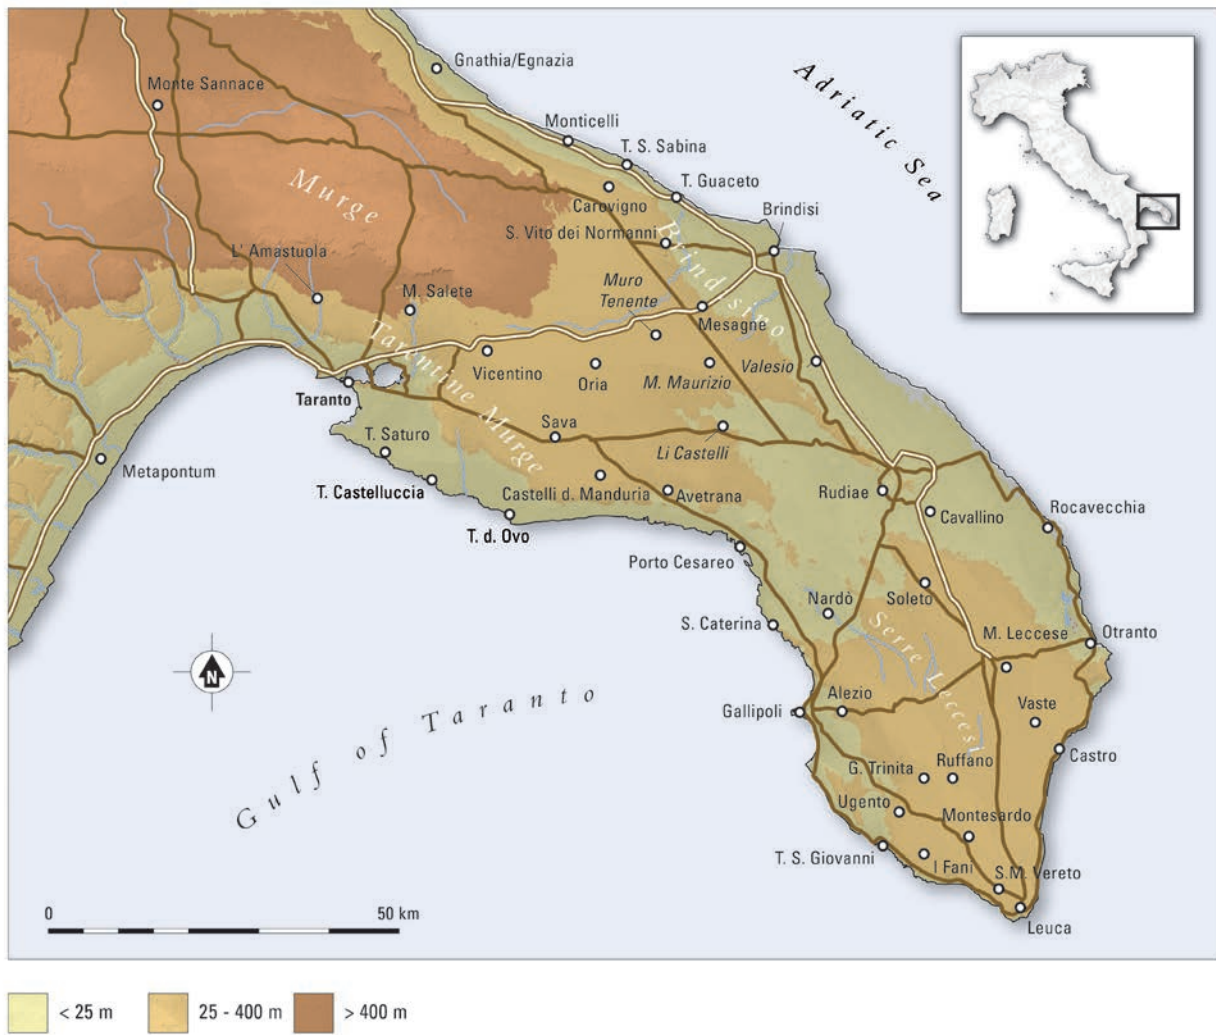 Gnathia/Egnazia
Adriatic Sea
Monte Sannace
Monticelli
T. S. Sabina
Murge
T. Guaceto
Carovigno
Brindisi
S. Vito dei Normanni
Brindisino
L' Amastuola
Muro
Tenente
M. Salete
Mesagne
Tarentine Murge
Vicentino
Oria
M. Maurizio
Valesio
Taranto
Sava
T. Saturo
Li Castelli
Metapontum
T. Castelluccia
Castelli d. Manduria
Avetrana
Rudiae
Cavallino
Rocavecchia
T. d. Ovo
Porto Cesareo
Nardò
Soleto
S. Caterina
Serre Leccesi
M. Leccese
Otranto
N
Gulf of Taranto
Gallipoli
Alezio
Vaste
Castro
G. Trinita
Ruffano
Ugento
Montesardo
T. S. Giovanni
I Fani
S.M. Vereto
Leuca
0
50 km
< 25 m
25 - 400 m
> 400 m